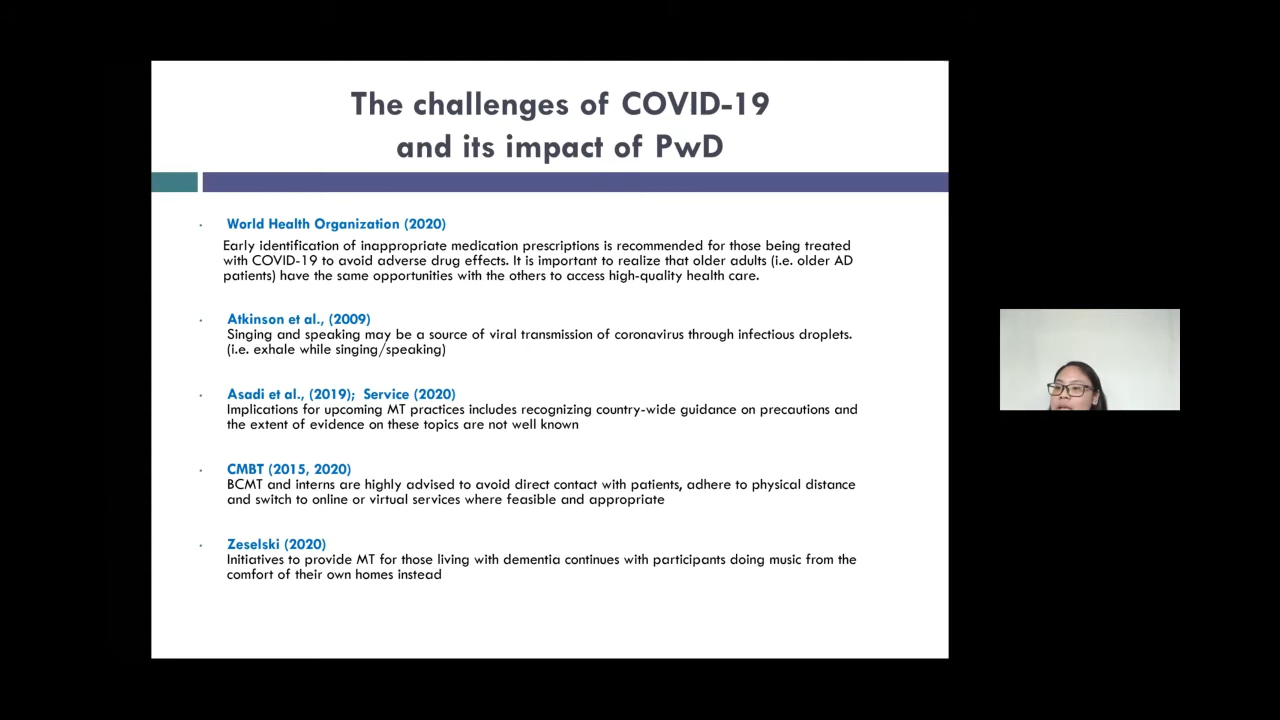 The challenges of COVID-19
and its impact of PwD
World Health Organization (2020)
Early identification of inappropriate medication prescriptions is recommended for those being treated
with COVID-19 to avoid adverse drug effects. It is important to realize that older adults (i.e. older AD
patients) have the same opportunities with the others to access high-quality health care.
Atkinson et al., (2009)
Singing and speaking may be a source of viral transmission of coronavirus through infectious droplets.
(i.e. exhale while singing/speaking)
Asadi et al., (2019);  Service (2020)
Implications for upcoming MT practices includes recognizing country-wide guidance on precautions and
the extent of evidence on these topics are not well known
CMBT (2015, 2020)
BCMT and interns are highly advised to avoid direct contact with patients, adhere to physical distance
and switch to online or virtual services where feasible and appropriate
Zeselski (2020)
Initiatives to provide MT for those living with dementia continues with participants doing music from the
comfort of their own homes instead